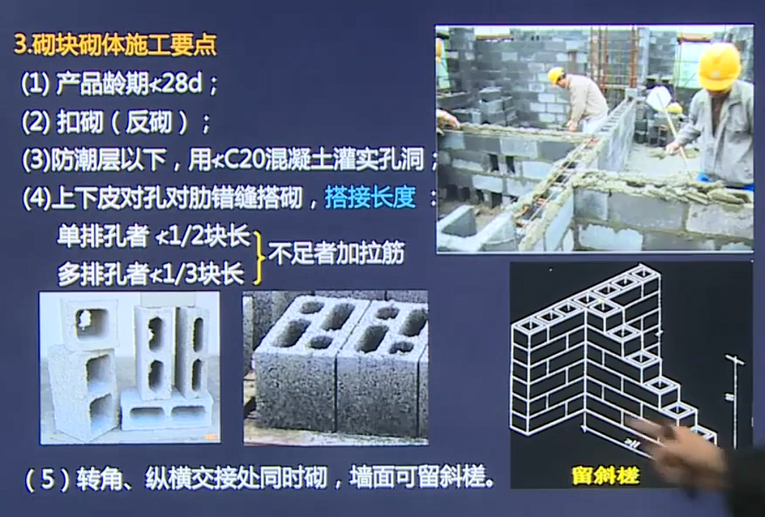 3.砌块砌体施工要点
(1) 产品龄期≮28d；
(2) 扣砌（反砌）；
(3)防潮层以下，用≮C20混凝土灌实孔洞；
(4)上下皮对孔对肋错缝搭砌，搭接长度：
单排孔者 ≮1/2块长
多排孔者≮1/3块长
不足者加拉筋
留斜槎
（5）转角、纵横交接处同时砌，墙面可留斜槎。